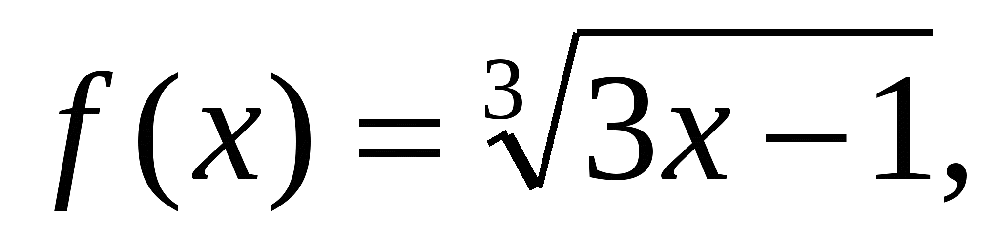 f(x) = ∛(3x − 1),